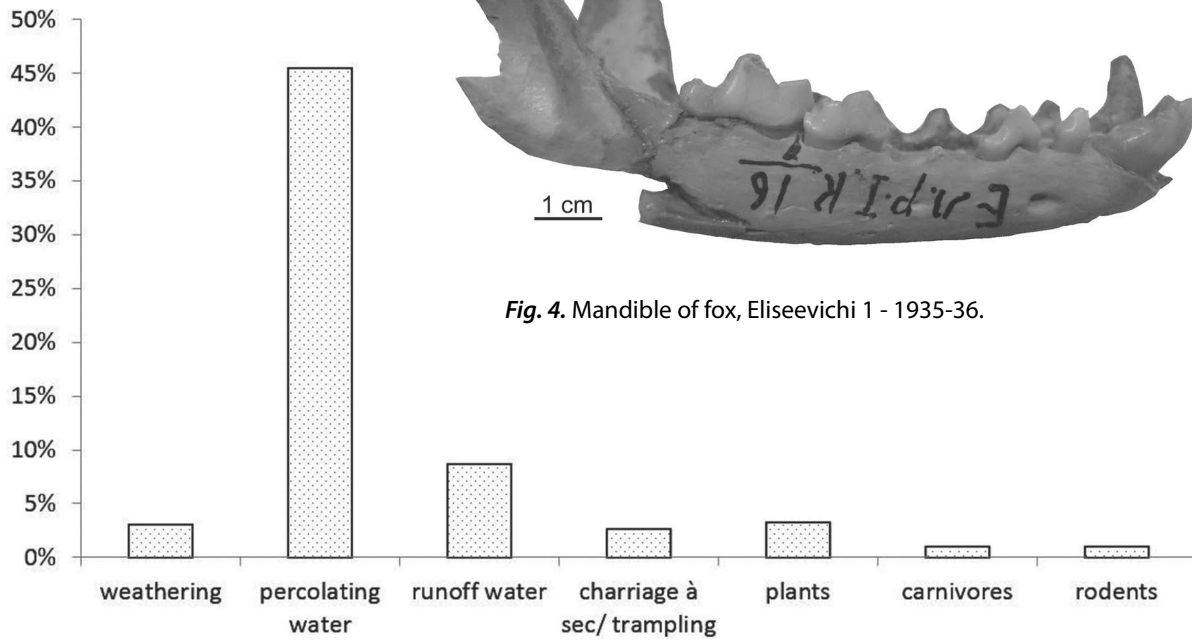 50%
45%
40%
35%
30%
25%
20%
15%
10%
5%
0%
weathering
percolating
water
runoff water
charriage à
sec/ trampling
plants
carnivores
rodents
1 cm
Fig. 4. Mandible of fox, Eliseevichi 1 - 1935-36.